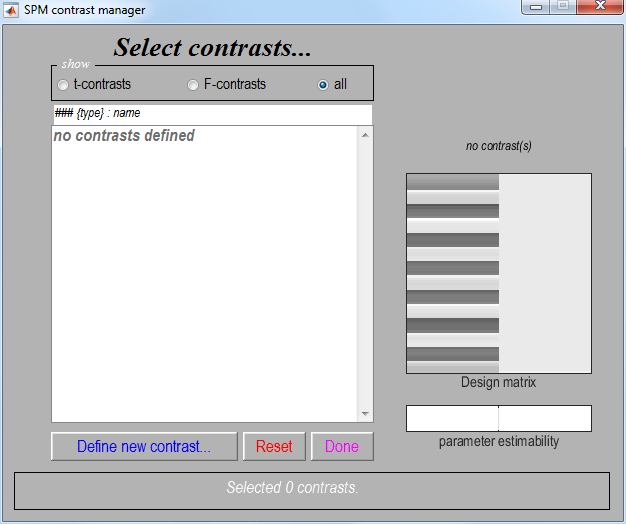 SPM contrast manager
Select contrasts...
show
t-contrasts
F-contrasts
all
### {type} : name
no contrasts defined
no contrast(s)
Design matrix
parameter estimability
Define new contrast...
Reset
Done
Selected 0 contrasts.